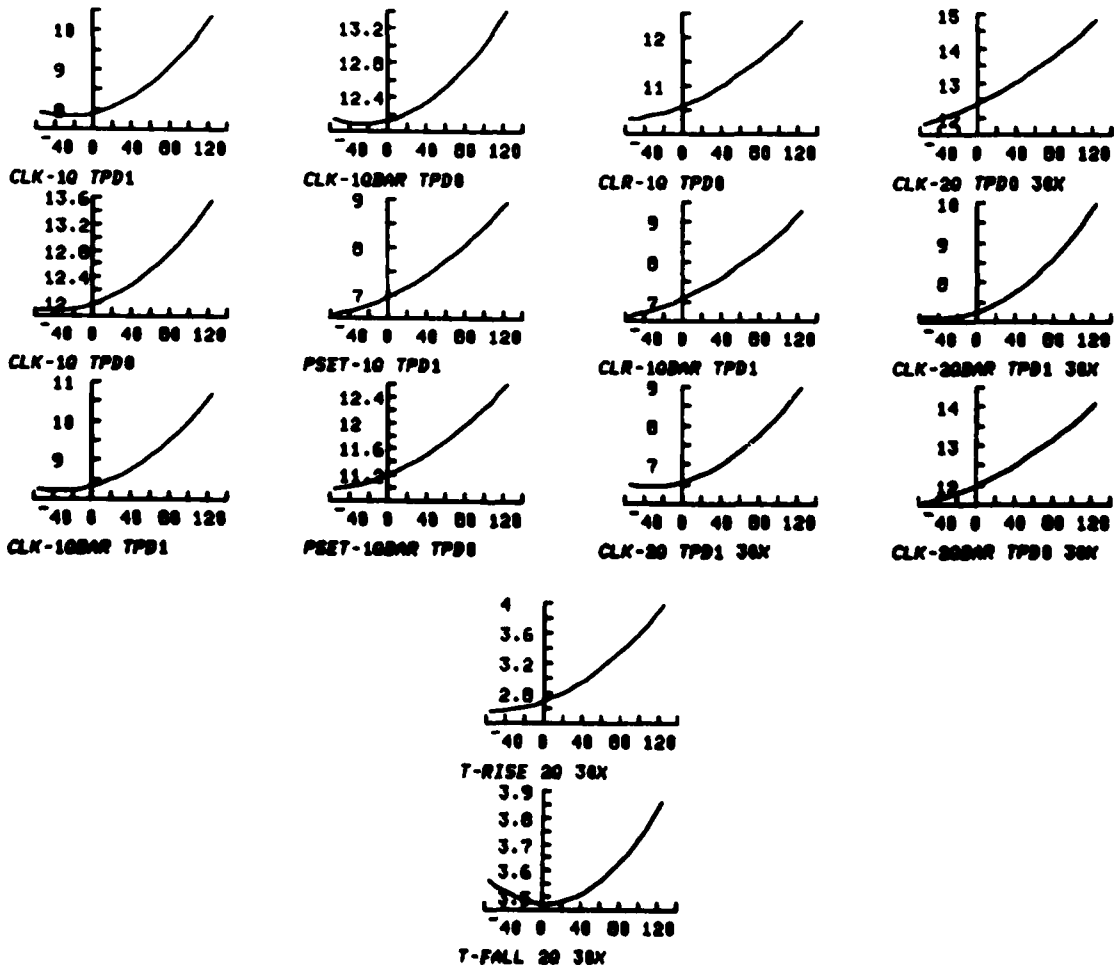 10
9
8
-40 0 40 80 120
CLK-1Q TPD1
13.2
12.8
12.4
-40 0 40 80 120
CLK-1QBAR TPD0
12
11
-40 0 40 80 120
CLR-1Q TPD0
15
14
13
12
-40 0 40 80 120
CLK-2Q TPD0 30X
13.6
13.2
12.8
12.4
12
-40 0 40 80 120
CLK-1Q TPD0
9
8
7
-40 0 40 80 120
PSET-1Q TPD1
9
8
7
-40 0 40 80 120
CLR-1QBAR TPD1
10
9
8
-40 0 40 80 120
CLK-2QBAR TPD1 30X
11
10
9
-40 0 40 80 120
CLK-1QBAR TPD1
12.4
12
11.6
11.2
-40 0 40 80 120
PSET-1QBAR TPD0
9
8
7
-40 0 40 80 120
CLK-2Q TPD1 30X
14
13
12
-40 0 40 80 120
CLK-2QBAR TPD0 30X
4
3.6
3.2
2.8
-40 0 40 80 120
T-RISE 2Q 30X
3.9
3.8
3.7
3.6
3.5
-40 0 40 80 120
T-FALL 2Q 30X